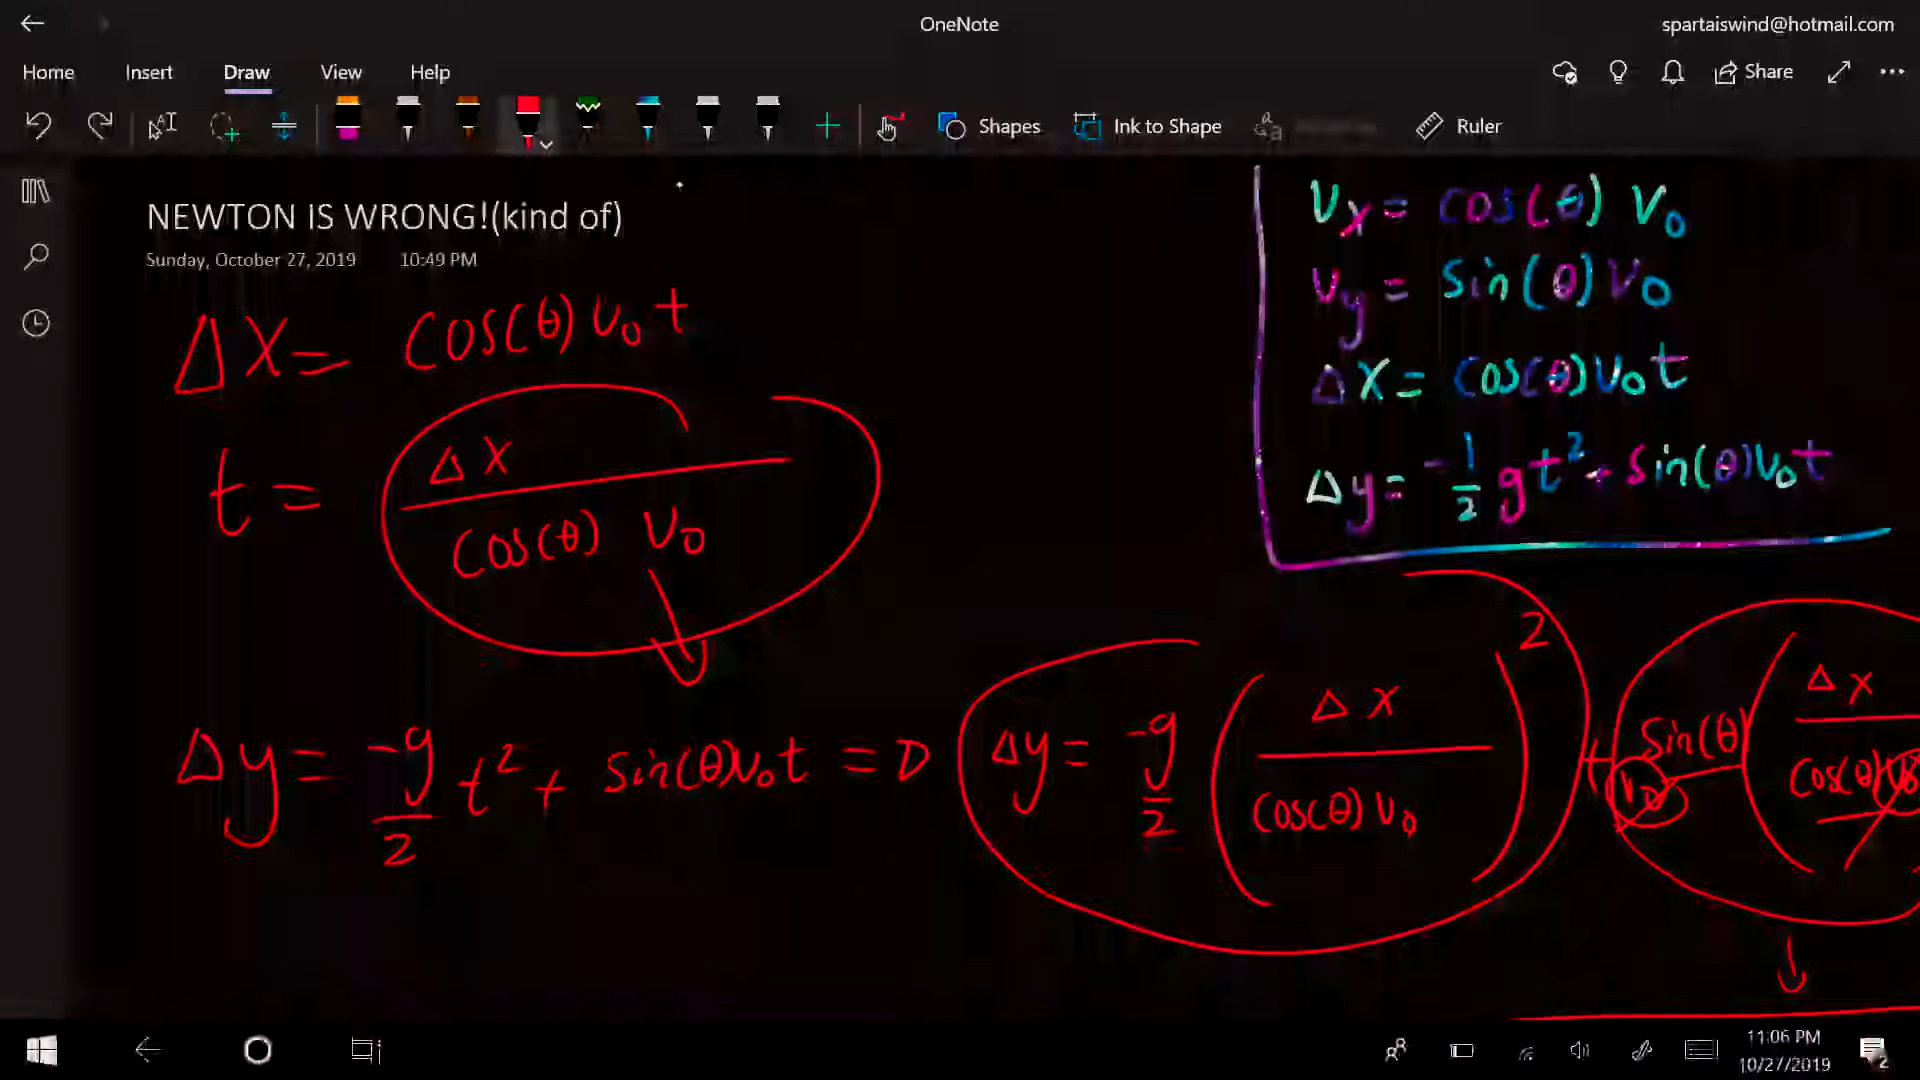 OneNote
spartaiswind@hotmail.com
Home Insert Draw View Help
Share
Shapes Ink to Shape Ruler
NEWTON IS WRONG!(kind of)
Sunday, October 27, 2019 10:49 PM
Vx = cos(θ) V₀
Vy = sin(θ) V₀
Δx = cos(θ)V₀t
Δy = -1/2 gt² + sin(θ)V₀t
Δx = cos(θ) V₀ t
t = Δx / cos(θ) V₀
Δy = -g/2 t² + sin(θ)V₀t =D Δy = -g/2 (Δx / cos(θ) V₀)² + V₀ sin(θ) (Δx / cos(θ) V₀
11:06 PM
10/27/2019
2